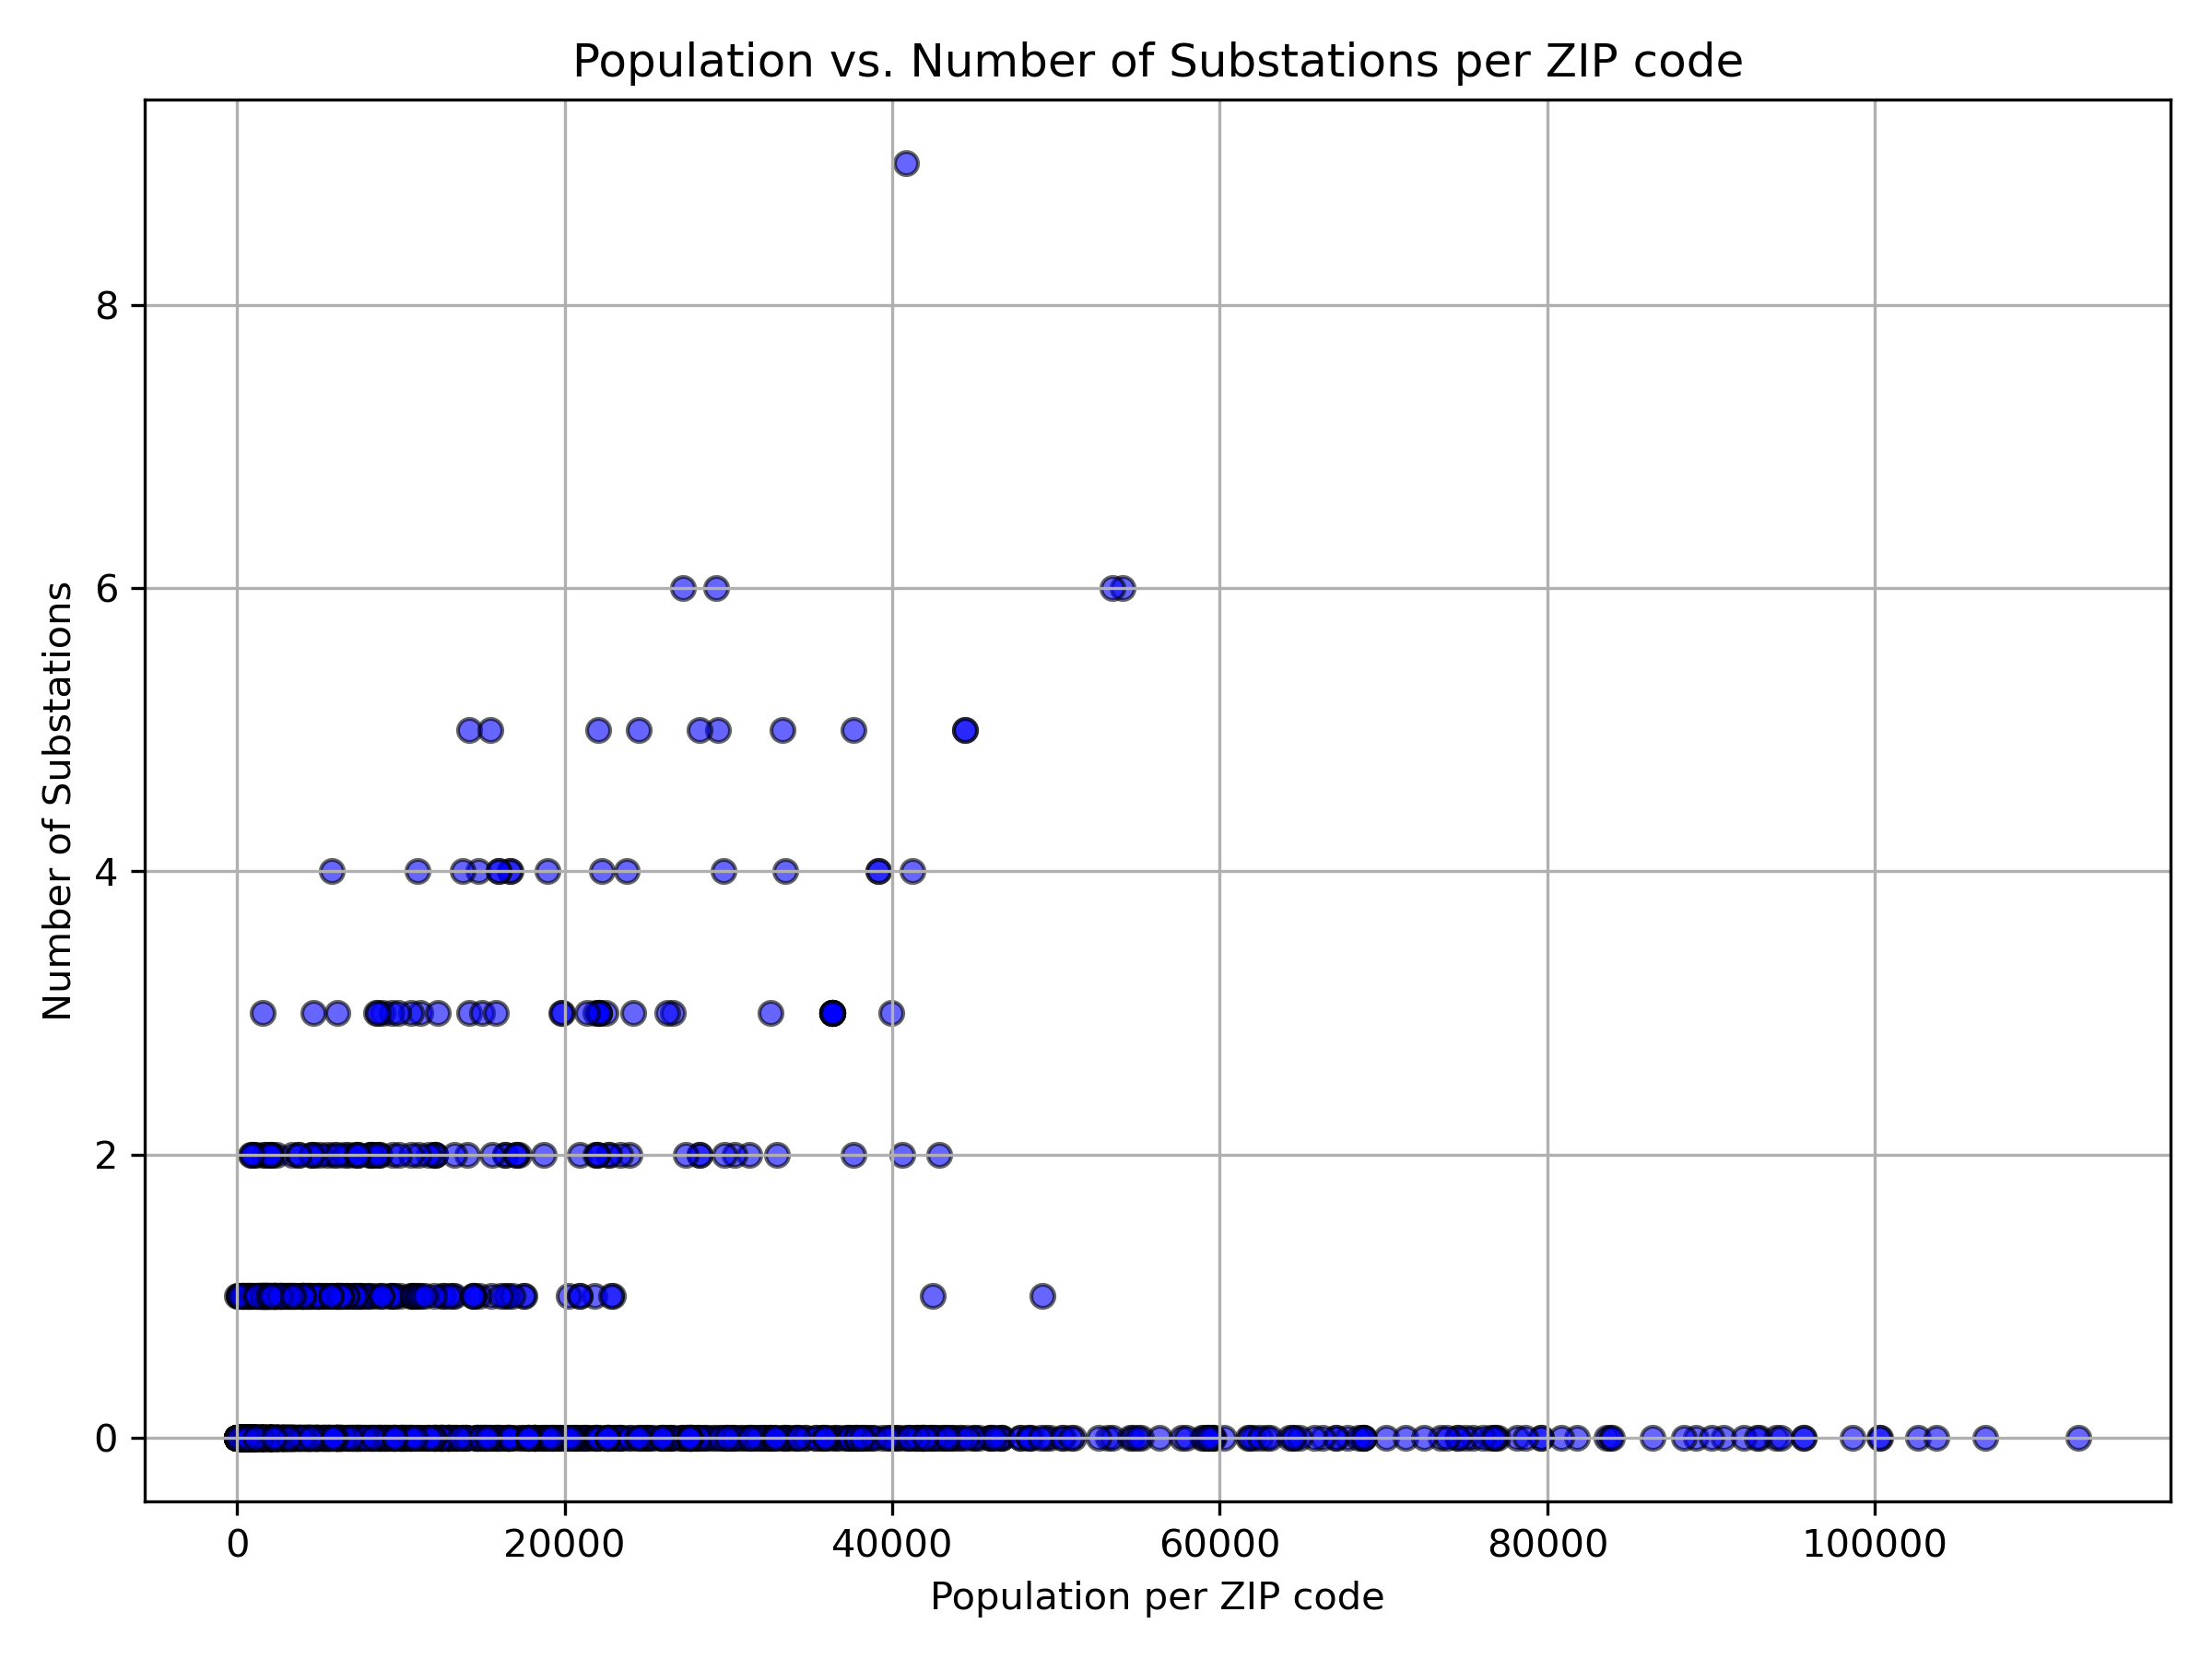 Population vs. Number of Substations per ZIP code
Number of Substations
8
6
4
2
0
0 20000 40000 60000 80000 100000
Population per ZIP code